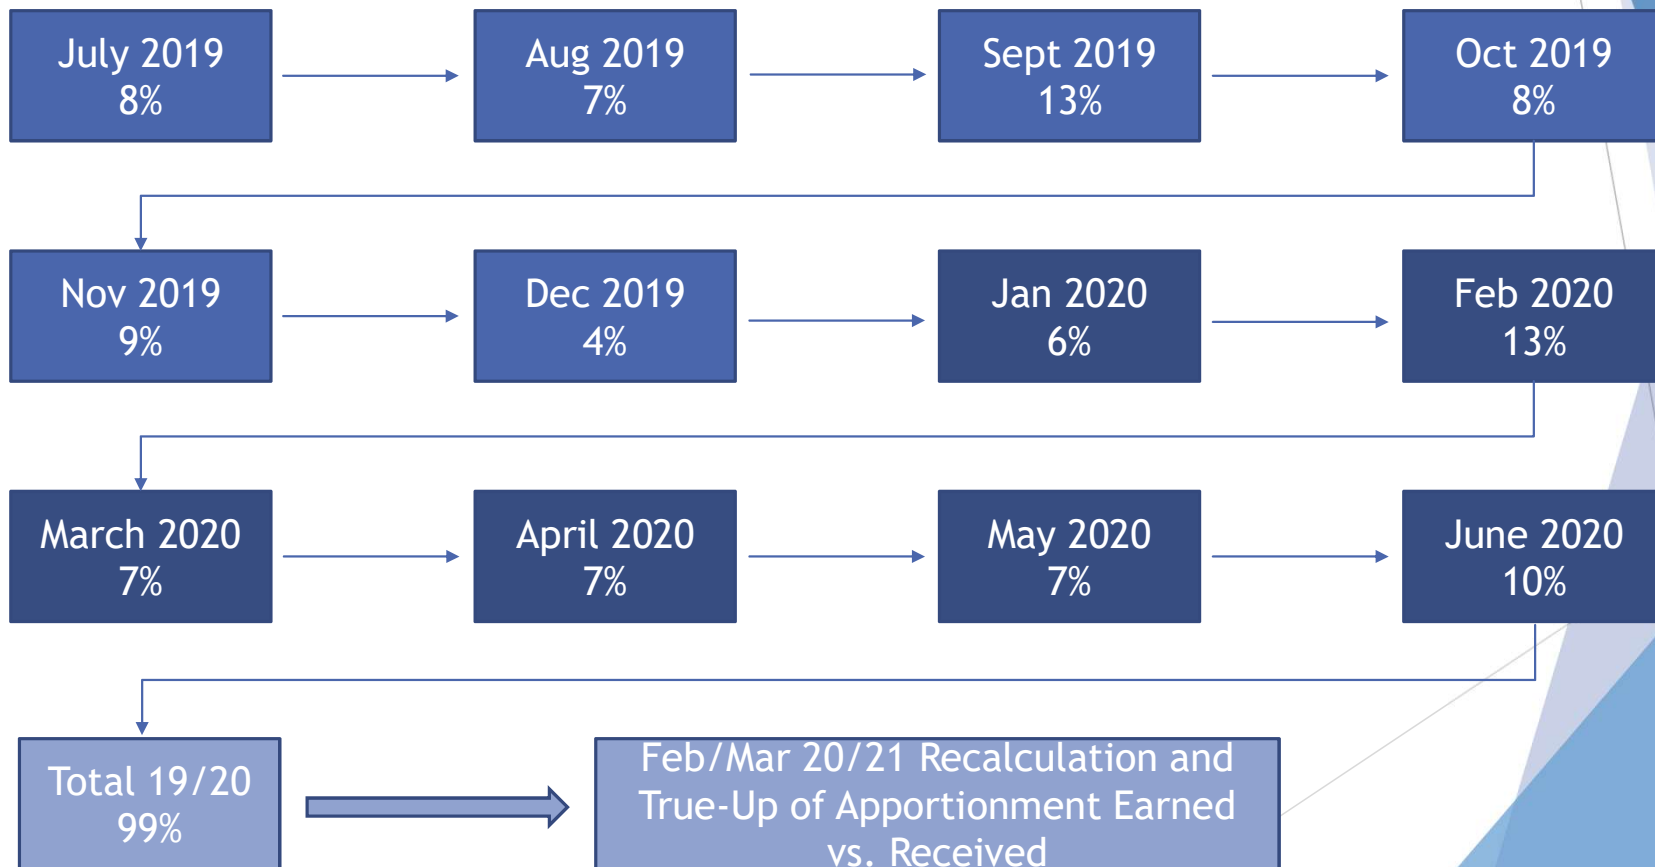 July 2019
8%
Aug 2019
7%
Sept 2019
13%
Oct 2019
8%
Nov 2019
9%
Dec 2019
4%
Jan 2020
6%
Feb 2020
13%
March 2020
7%
April 2020
7%
May 2020
7%
June 2020
10%
Total 19/20
99%
Feb/Mar 20/21 Recalculation and
True-Up of Apportionment Earned
vs. Received